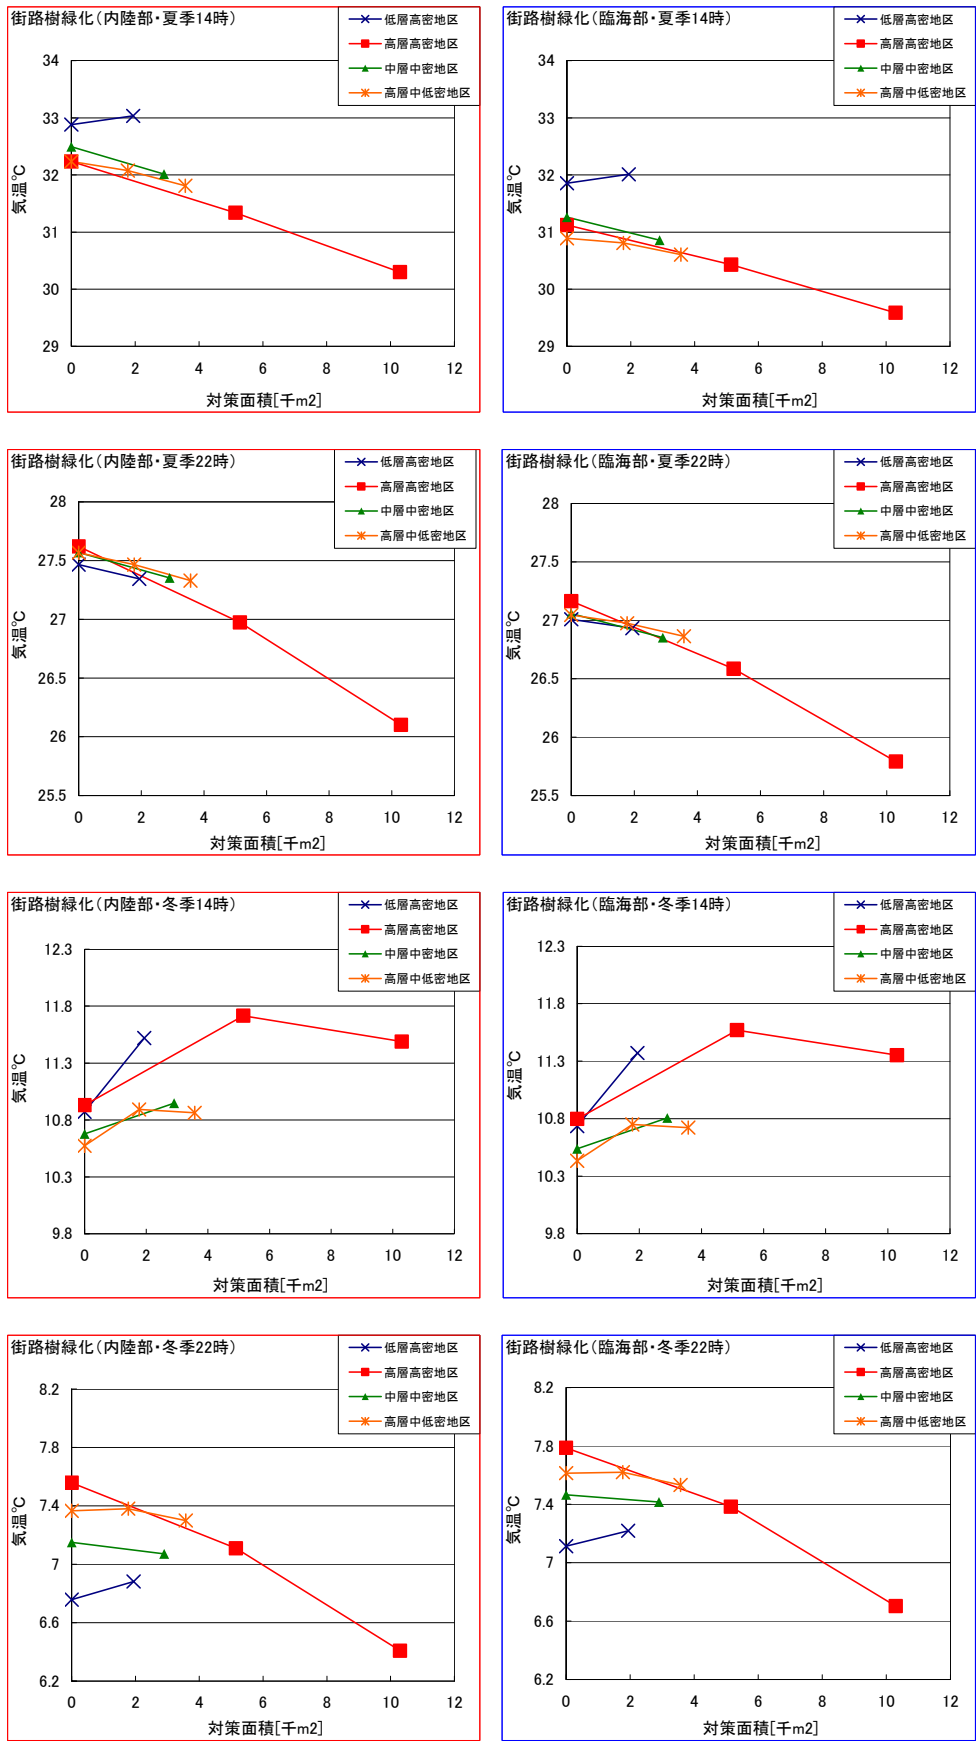 街路樹緑化(内陸部・夏季14時)
低層高密地区
高層高密地区
中層中密地区
高層中低密地区
気温℃
34
33
32
31
30
29
0 2 4 6 8 10 12
対策面積[千m2]
街路樹緑化(臨海部・夏季14時)
低層高密地区
高層高密地区
中層中密地区
高層中低密地区
気温℃
34
33
32
31
30
29
0 2 4 6 8 10 12
対策面積[千m2]
街路樹緑化(内陸部・夏季22時)
低層高密地区
高層高密地区
中層中密地区
高層中低密地区
気温℃
28
27.5
27
26.5
26
25.5
0 2 4 6 8 10 12
対策面積[千m2]
街路樹緑化(臨海部・夏季22時)
低層高密地区
高層高密地区
中層中密地区
高層中低密地区
気温℃
28
27.5
27
26.5
26
25.5
0 2 4 6 8 10 12
対策面積[千m2]
街路樹緑化(内陸部・冬季14時)
低層高密地区
高層高密地区
中層中密地区
高層中低密地区
気温℃
12.3
11.8
11.3
10.8
10.3
9.8
0 2 4 6 8 10 12
対策面積[千m2]
街路樹緑化(臨海部・冬季14時)
低層高密地区
高層高密地区
中層中密地区
高層中低密地区
気温℃
12.3
11.8
11.3
10.8
10.3
9.8
0 2 4 6 8 10 12
対策面積[千m2]
街路樹緑化(内陸部・冬季22時)
低層高密地区
高層高密地区
中層中密地区
高層中低密地区
気温℃
8.2
7.8
7.4
7
6.6
6.2
0 2 4 6 8 10 12
対策面積[千m2]
街路樹緑化(臨海部・冬季22時)
低層高密地区
高層高密地区
中層中密地区
高層中低密地区
気温℃
8.2
7.8
7.4
7
6.6
6.2
0 2 4 6 8 10 12
対策面積[千m2]